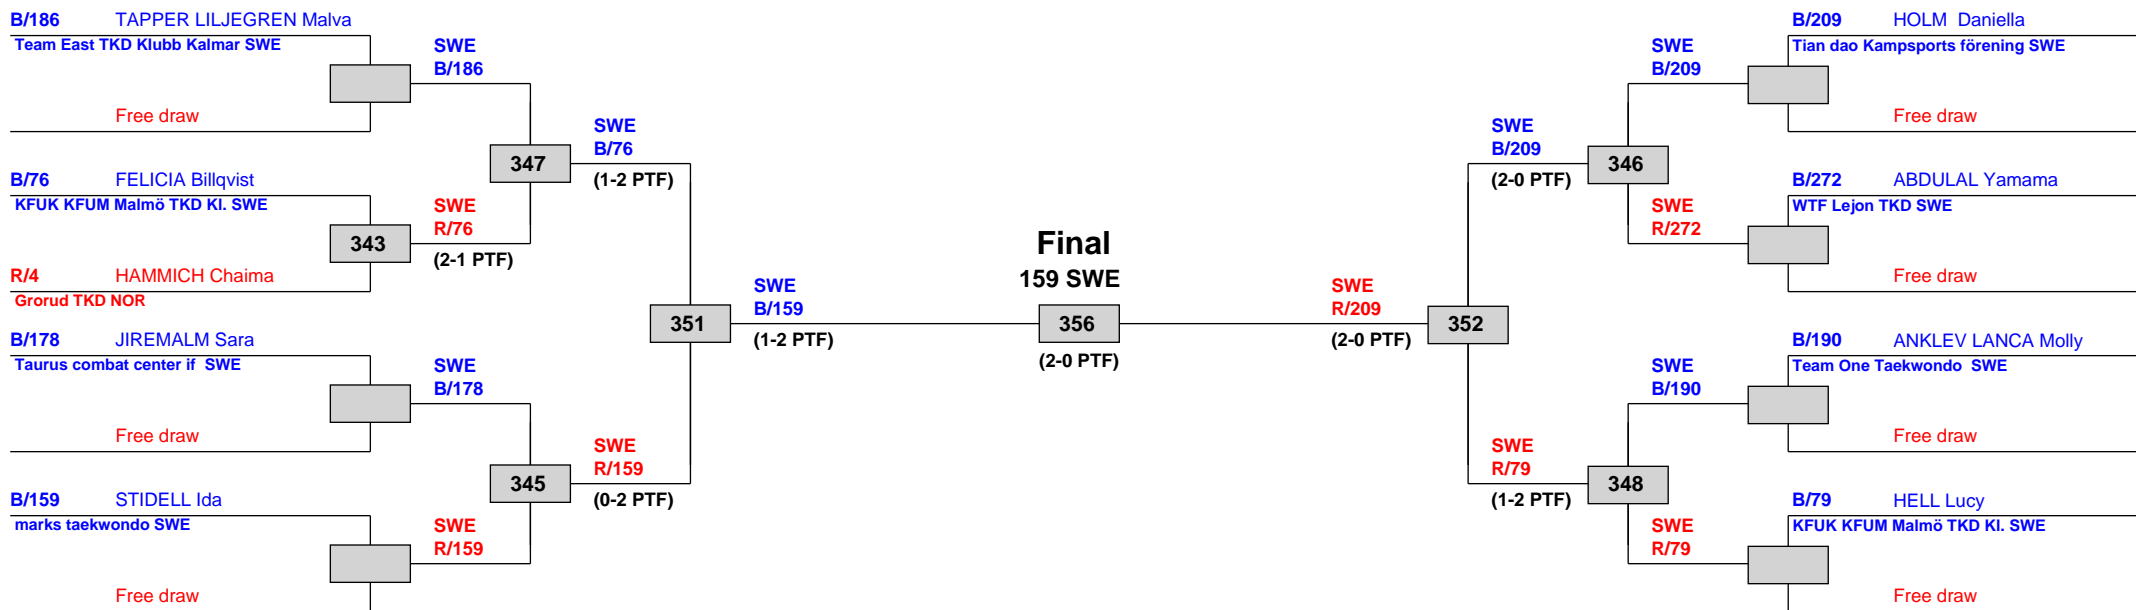 B/186 TAPPER LILJEGREN Malva
Team East TKD Klubb Kalmar SWE
Free draw
B/76 FELICIA Billqvist
KFUK KFUM Malmö TKD Kl. SWE
343
R/4 HAMMICH Chaima
Grorud TKD NOR
B/178 JIREMALM Sara
Taurus combat center if SWE
Free draw
B/159 STIDELL Ida
marks taekwondo SWE
Free draw
SWE
B/186
347
SWE
R/76
(2-1 PTF)
SWE
B/178
345
SWE
R/159
SWE
B/76
(1-2 PTF)
351
SWE
R/159
(0-2 PTF)
SWE
B/159
(1-2 PTF)
Final
159 SWE
356
(2-0 PTF)
SWE
R/209
(2-0 PTF)
352
SWE
B/209
(2-0 PTF)
346
SWE
R/79
(1-2 PTF)
348
SWE
B/209
SWE
R/272
SWE
B/190
SWE
R/79
B/209 HOLM Daniella
Tian dao Kampsports förening SWE
Free draw
B/272 ABDULAL Yamama
WTF Lejon TKD SWE
Free draw
B/190 ANKLEV LANCA Molly
Team One Taekwondo SWE
Free draw
B/79 HELL Lucy
KFUK KFUM Malmö TKD Kl. SWE
Free draw